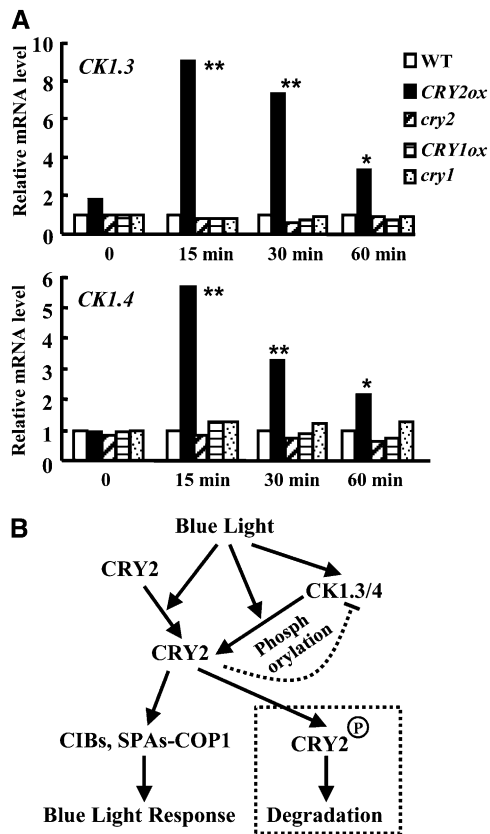 A
CK1.3
Relative mRNA level
10
8
6
4
2
0
**
**
*
WT
CRY2ox
cry2
CRY1ox
cry1
0 15 min 30 min 60 min
CK1.4
Relative mRNA level
6
5
4
3
2
1
0
**
**
*
0 15 min 30 min 60 min
B
Blue Light
CRY2
CK1.3/4
Phosph
orylation
CRY2
CIBs, SPAs-COP1
CRY2 P
Blue Light Response
Degradation